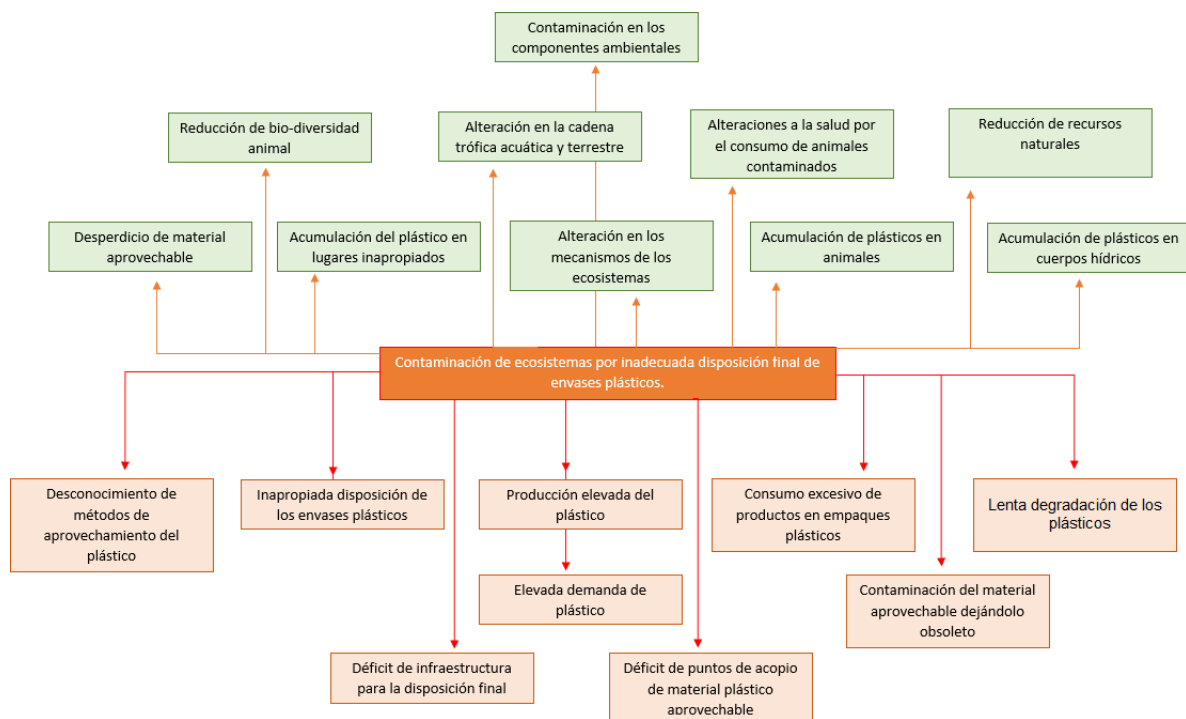 Contaminación en los
componentes ambientales
Reducción de bio-diversidad
animal
Alteración en la cadena
trófica acuática y terrestre
Alteraciones a la salud por
el consumo de animales
contaminados
Reducción de recursos
naturales
Desperdicio de material
aprovechable
Acumulación del plástico en
lugares inapropiados
Alteración en los
mecanismos de los
ecosistemas
Acumulación de plásticos en
animales
Acumulación de plásticos en
cuerpos hídricos
Contaminación de ecosistemas por inadecuada disposición final de
envases plásticos.
Desconocimiento de
métodos de
aprovechamiento del
plástico
Inapropiada disposición de
los envases plásticos
Producción elevada del
plástico
Consumo excesivo de
productos en empaques
plásticos
Lenta degradación de los
plásticos
Elevada demanda de
plástico
Contaminación del material
aprovechable dejándolo
obsoleto
Déficit de infraestructura
para la disposición final
Déficit de puntos de acopio
de material plástico
aprovechable